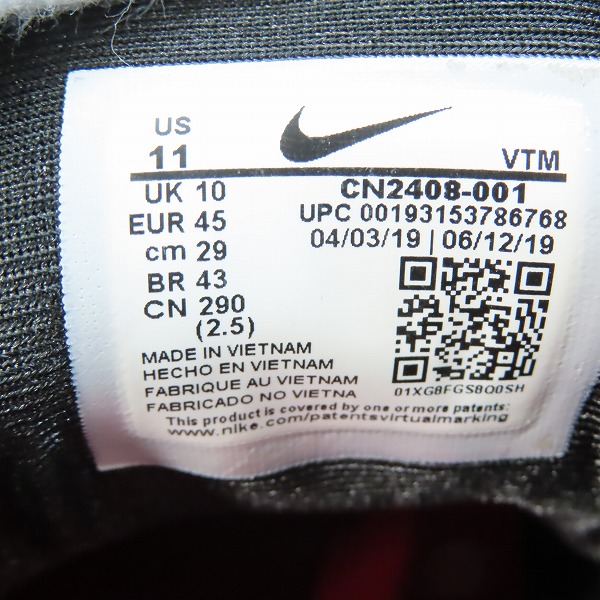 US
11 VTM
UK 10
EUR 45
cm 29
BR 43
CN 290
(2.5)
CN2408-001
UPC 00193153786768
04/03/19 | 06/12/19
01XG8FGS8O0SH
MADE IN VIETNAM
HECHO EN VIETNAM
FABRIQUE AU VIETNAM
FABRICADO NO VIETNA
This product is covered by one or more patents:
www.nike.com/patentsvirtualmarking